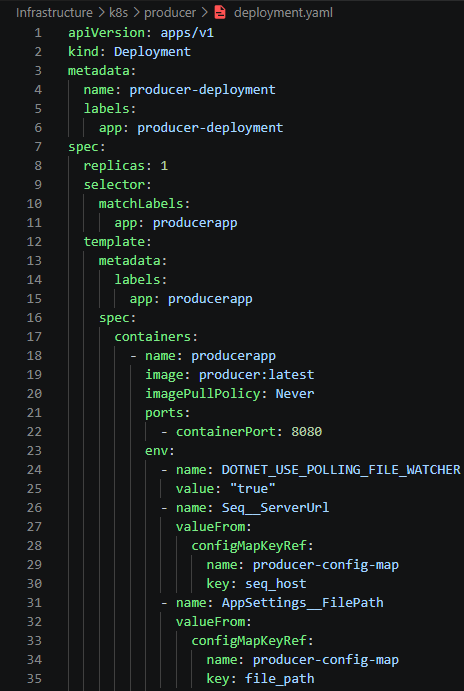 Infrastructure > k8s > producer > deployment.yaml
1 apiVersion: apps/v1
2 kind: Deployment
3 metadata:
4   name: producer-deployment
5   labels:
6     app: producer-deployment
7 spec:
8   replicas: 1
9   selector:
10     matchLabels:
11       app: producerapp
12   template:
13     metadata:
14       labels:
15         app: producerapp
16     spec:
17       containers:
18         - name: producerapp
19           image: producer:latest
20           imagePullPolicy: Never
21           ports:
22             - containerPort: 8080
23           env:
24             - name: DOTNET_USE_POLLING_FILE_WATCHER
25               value: "true"
26             - name: Seq__ServerUrl
27               valueFrom:
28                 configMapKeyRef:
29                   name: producer-config-map
30                   key: seq_host
31             - name: AppSettings__FilePath
32               valueFrom:
33                 configMapKeyRef:
34                   name: producer-config-map
35                   key: file_path